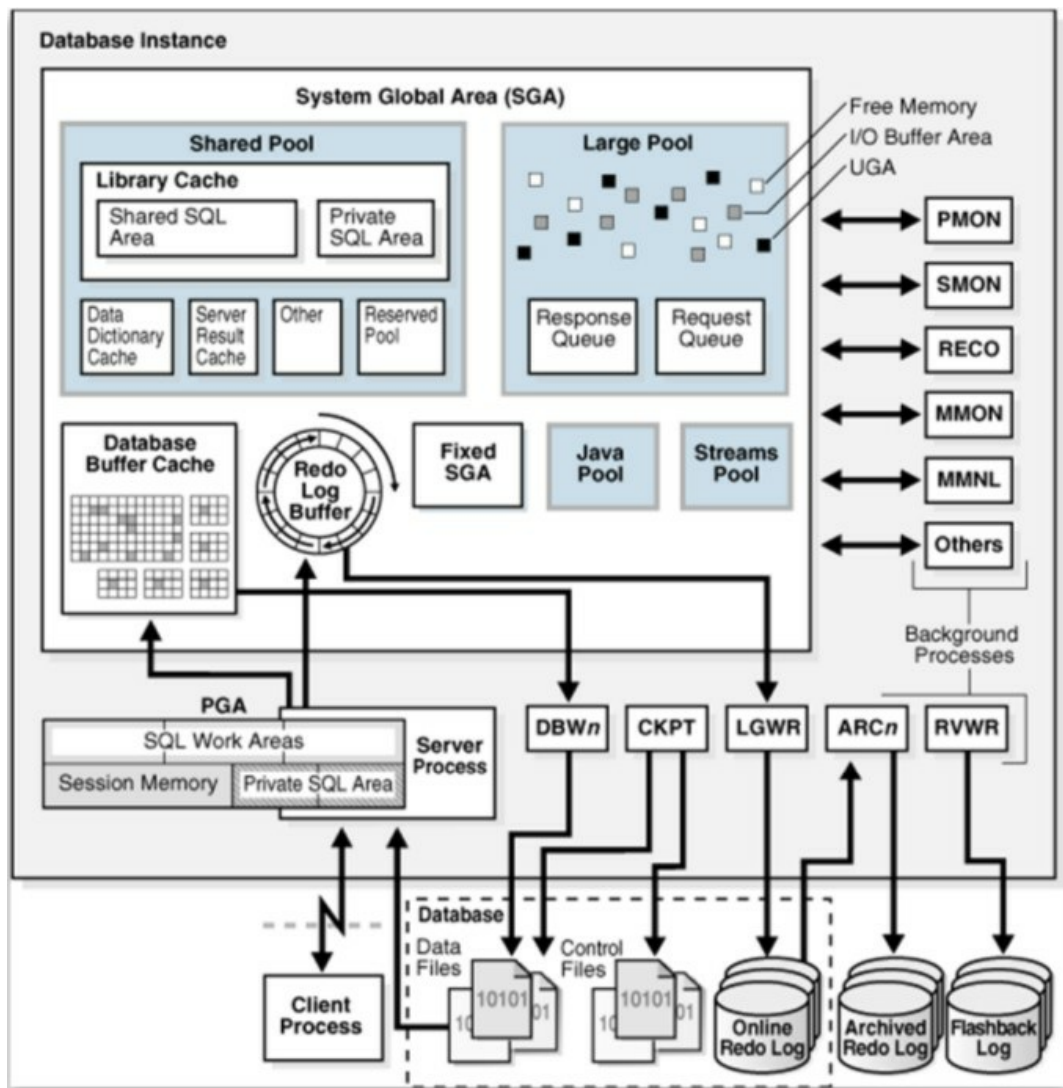 Database Instance
System Global Area (SGA)
Shared Pool
Library Cache
Shared SQL
Area
Private
SQL Area
Data
Dictionary
Cache
Server
Result
Cache
Other
Reserved
Pool
Large Pool
Response
Queue
Request
Queue
Free Memory
I/O Buffer Area
UGA
PMON
SMON
RECO
MMON
MMNL
Others
Background
Processes
Database
Buffer Cache
Redo
Log
Buffer
Fixed
SGA
Java
Pool
Streams
Pool
PGA
SQL Work Areas
Session Memory
Private SQL Area
Server
Process
DBWn
CKPT
LGWR
ARCn
RVWR
Client
Process
Database
Data
Files
10
10101
01
Control
Files
10
10101
01
Online
Redo Log
Archived
Redo Log
Flashback
Log